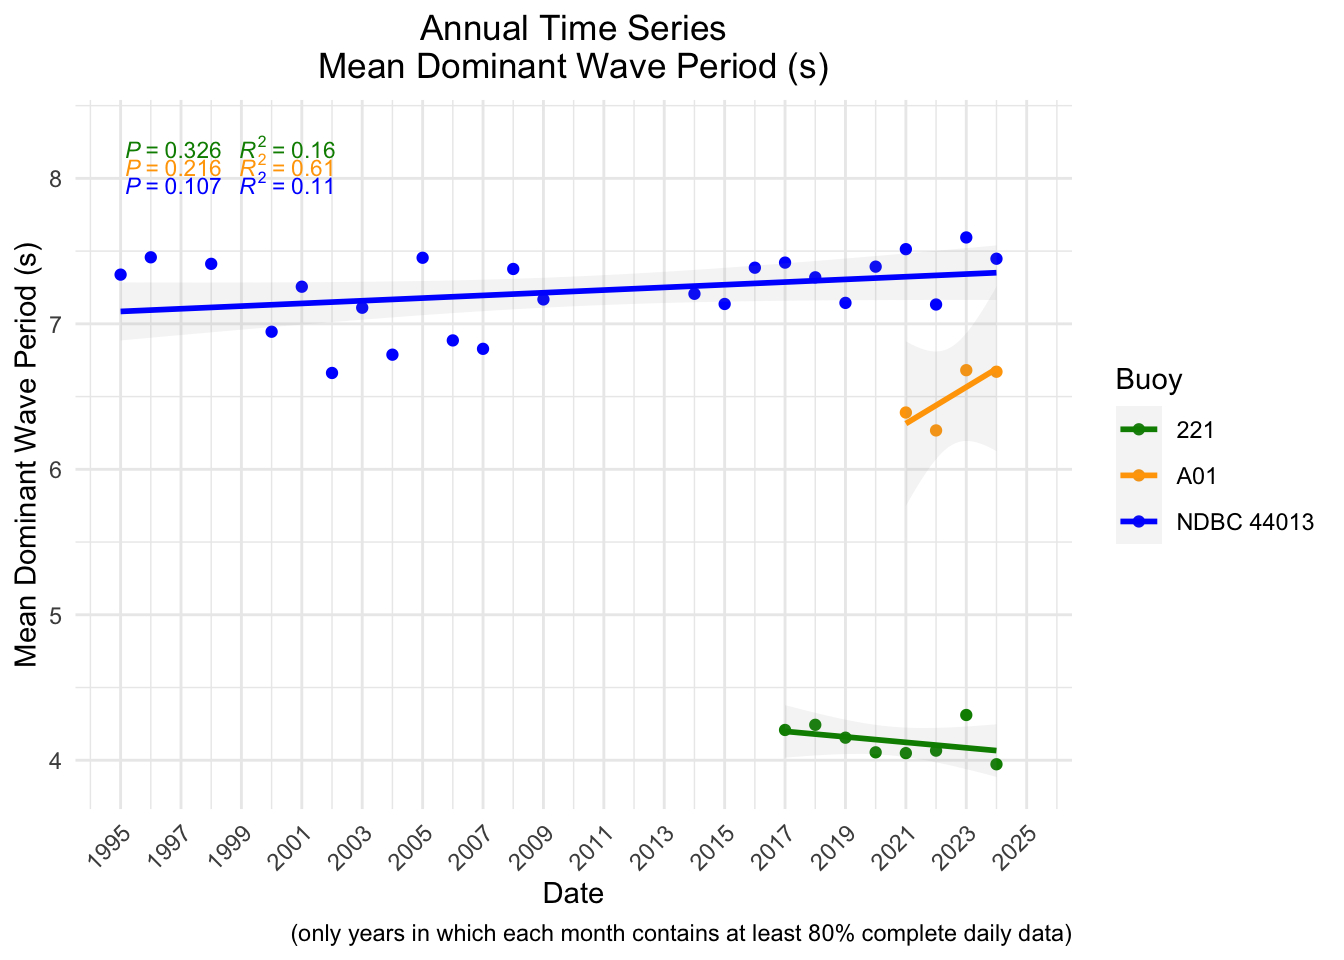 Annual Time Series
Mean Dominant Wave Period (s)
P = 0.326 R² = 0.16
P = 0.216 R² = 0.61
P = 0.107 R² = 0.11
Mean Dominant Wave Period (s)
8
7
6
5
4
1995
1997
1999
2001
2003
2005
2007
2009
2011
2013
2015
2017
2019
2021
2023
2025
Date
(only years in which each month contains at least 80% complete daily data)
Buoy
221
A01
NDBC 44013